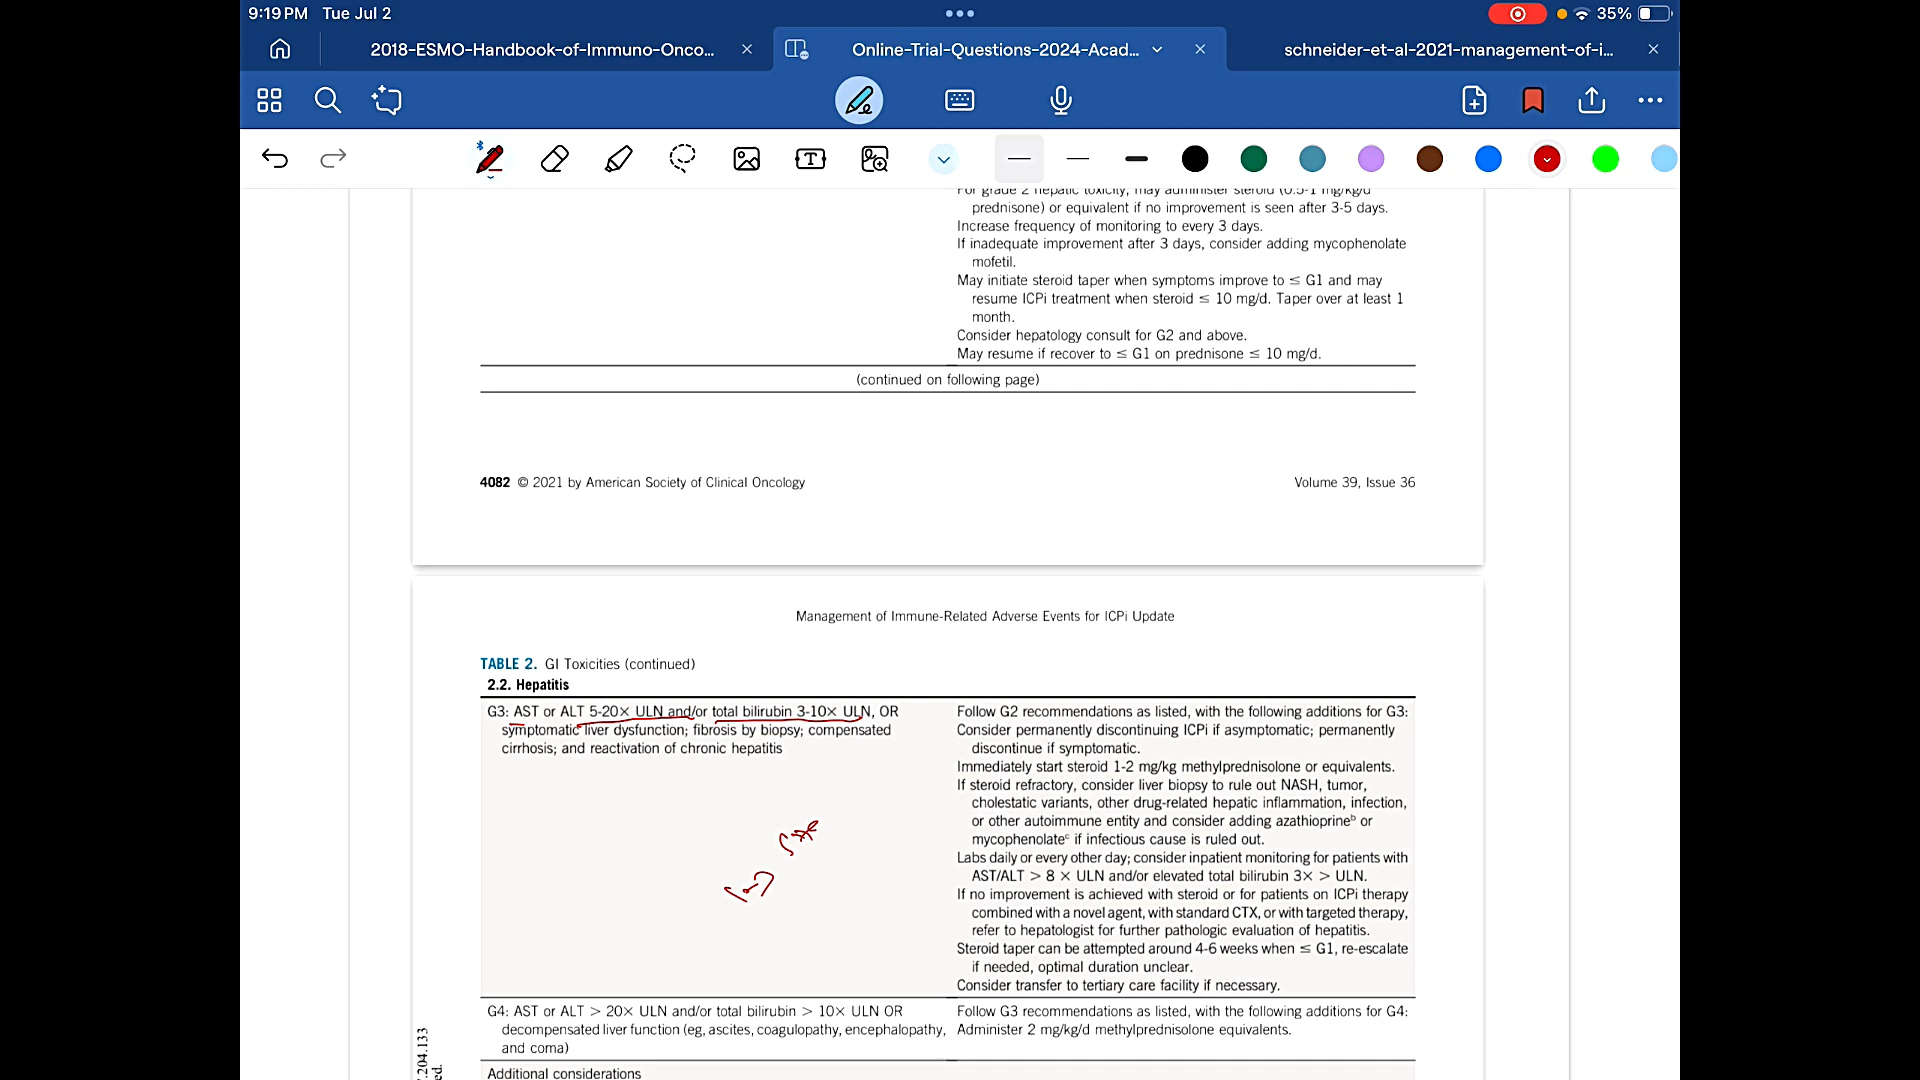 9:19 PM Tue Jul 2
35%
2018-ESMO-Handbook-of-Immuno-Onco...
Online-Trial-Questions-2024-Acad...
schneider-et-al-2021-management-of-i...
For grade 2 hepatic toxicity, may administer steroid (0.5-1 mg/kg/d
prednisone) or equivalent if no improvement is seen after 3-5 days.
Increase frequency of monitoring to every 3 days.
If inadequate improvement after 3 days, consider adding mycophenolate
mofetil.
May initiate steroid taper when symptoms improve to ≤ G1 and may
resume ICPi treatment when steroid ≤ 10 mg/d. Taper over at least 1
month.
Consider hepatology consult for G2 and above.
May resume if recover to ≤ G1 on prednisone ≤ 10 mg/d.
(continued on following page)
4082 © 2021 by American Society of Clinical Oncology
Volume 39, Issue 36
Management of Immune-Related Adverse Events for ICPi Update
TABLE 2. GI Toxicities (continued)
2.2. Hepatitis
G3: AST or ALT 5-20× ULN and/or total bilirubin 3-10× ULN, OR
symptomatic liver dysfunction; fibrosis by biopsy; compensated
cirrhosis; and reactivation of chronic hepatitis
Follow G2 recommendations as listed, with the following additions for G3:
Consider permanently discontinuing ICPi if asymptomatic; permanently
discontinue if symptomatic.
Immediately start steroid 1-2 mg/kg methylprednisolone or equivalents.
If steroid refractory, consider liver biopsy to rule out NASH, tumor,
cholestatic variants, other drug-related hepatic inflammation, infection,
or other autoimmune entity and consider adding azathioprineᵇ or
mycophenolateᶜ if infectious cause is ruled out.
Labs daily or every other day; consider inpatient monitoring for patients with
AST/ALT > 8 × ULN and/or elevated total bilirubin 3× > ULN.
If no improvement is achieved with steroid or for patients on ICPi therapy
combined with a novel agent, with standard CTX, or with targeted therapy,
refer to hepatologist for further pathologic evaluation of hepatitis.
Steroid taper can be attempted around 4-6 weeks when ≤ G1, re-escalate
if needed, optimal duration unclear.
Consider transfer to tertiary care facility if necessary.
G4: AST or ALT > 20× ULN and/or total bilirubin > 10× ULN OR
decompensated liver function (eg, ascites, coagulopathy, encephalopathy,
and coma)
Follow G3 recommendations as listed, with the following additions for G4:
Administer 2 mg/kg/d methylprednisolone equivalents.
Additional considerations
.204.133
ed.